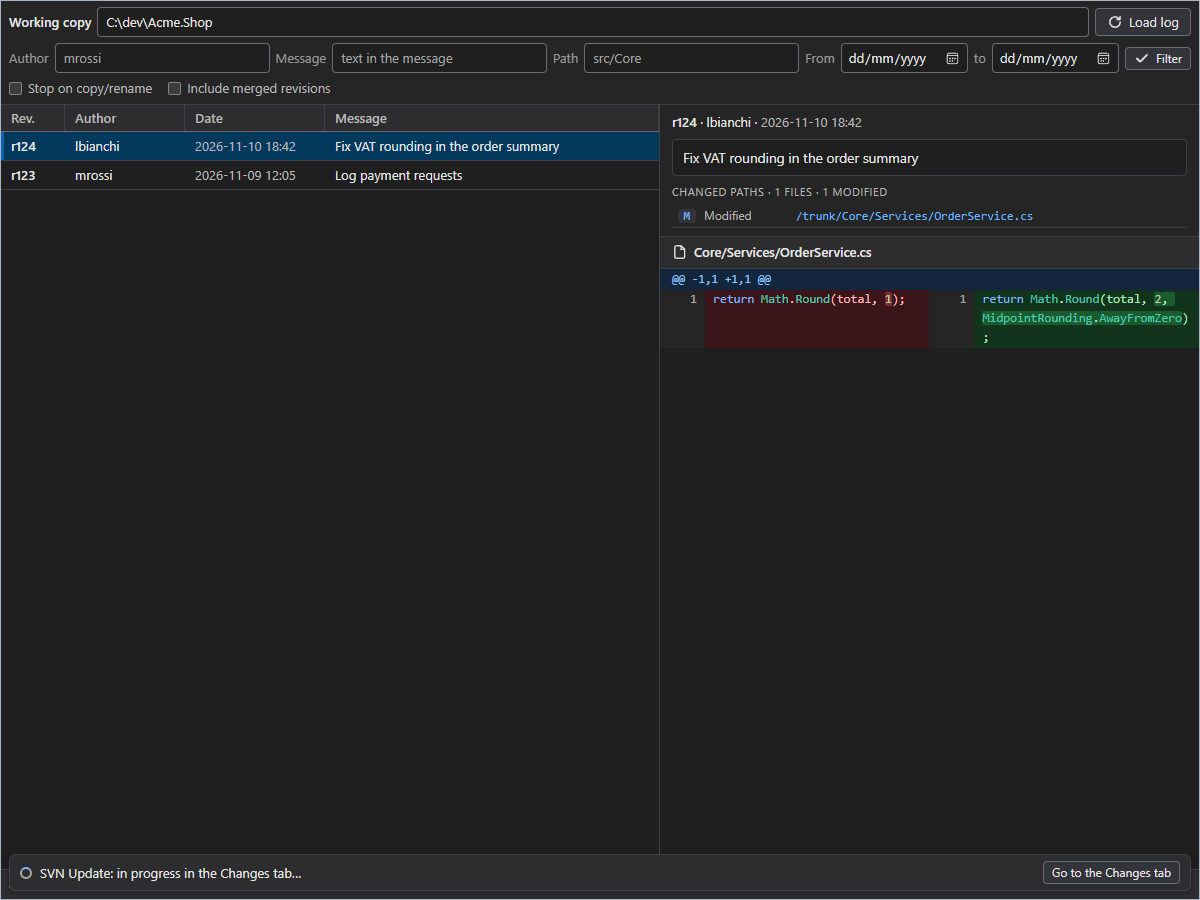 Working copy C:\dev\Acme.Shop Load log
Author mrossi Message text in the message Path src/Core From dd/mm/yyyy to dd/mm/yyyy Filter
Stop on copy/rename Include merged revisions
Rev. Author Date Message
r124 lbianchi 2026-11-10 18:42 Fix VAT rounding in the order summary
r123 mrossi 2026-11-09 12:05 Log payment requests
r124 · lbianchi · 2026-11-10 18:42
Fix VAT rounding in the order summary
CHANGED PATHS · 1 FILES · 1 MODIFIED
M Modified /trunk/Core/Services/OrderService.cs
Core/Services/OrderService.cs
@@ -1,1 +1,1 @@
1 return Math.Round(total, 1);
1 return Math.Round(total, 2,
MidpointRounding.AwayFromZero)
;
SVN Update: in progress in the Changes tab... Go to the Changes tab